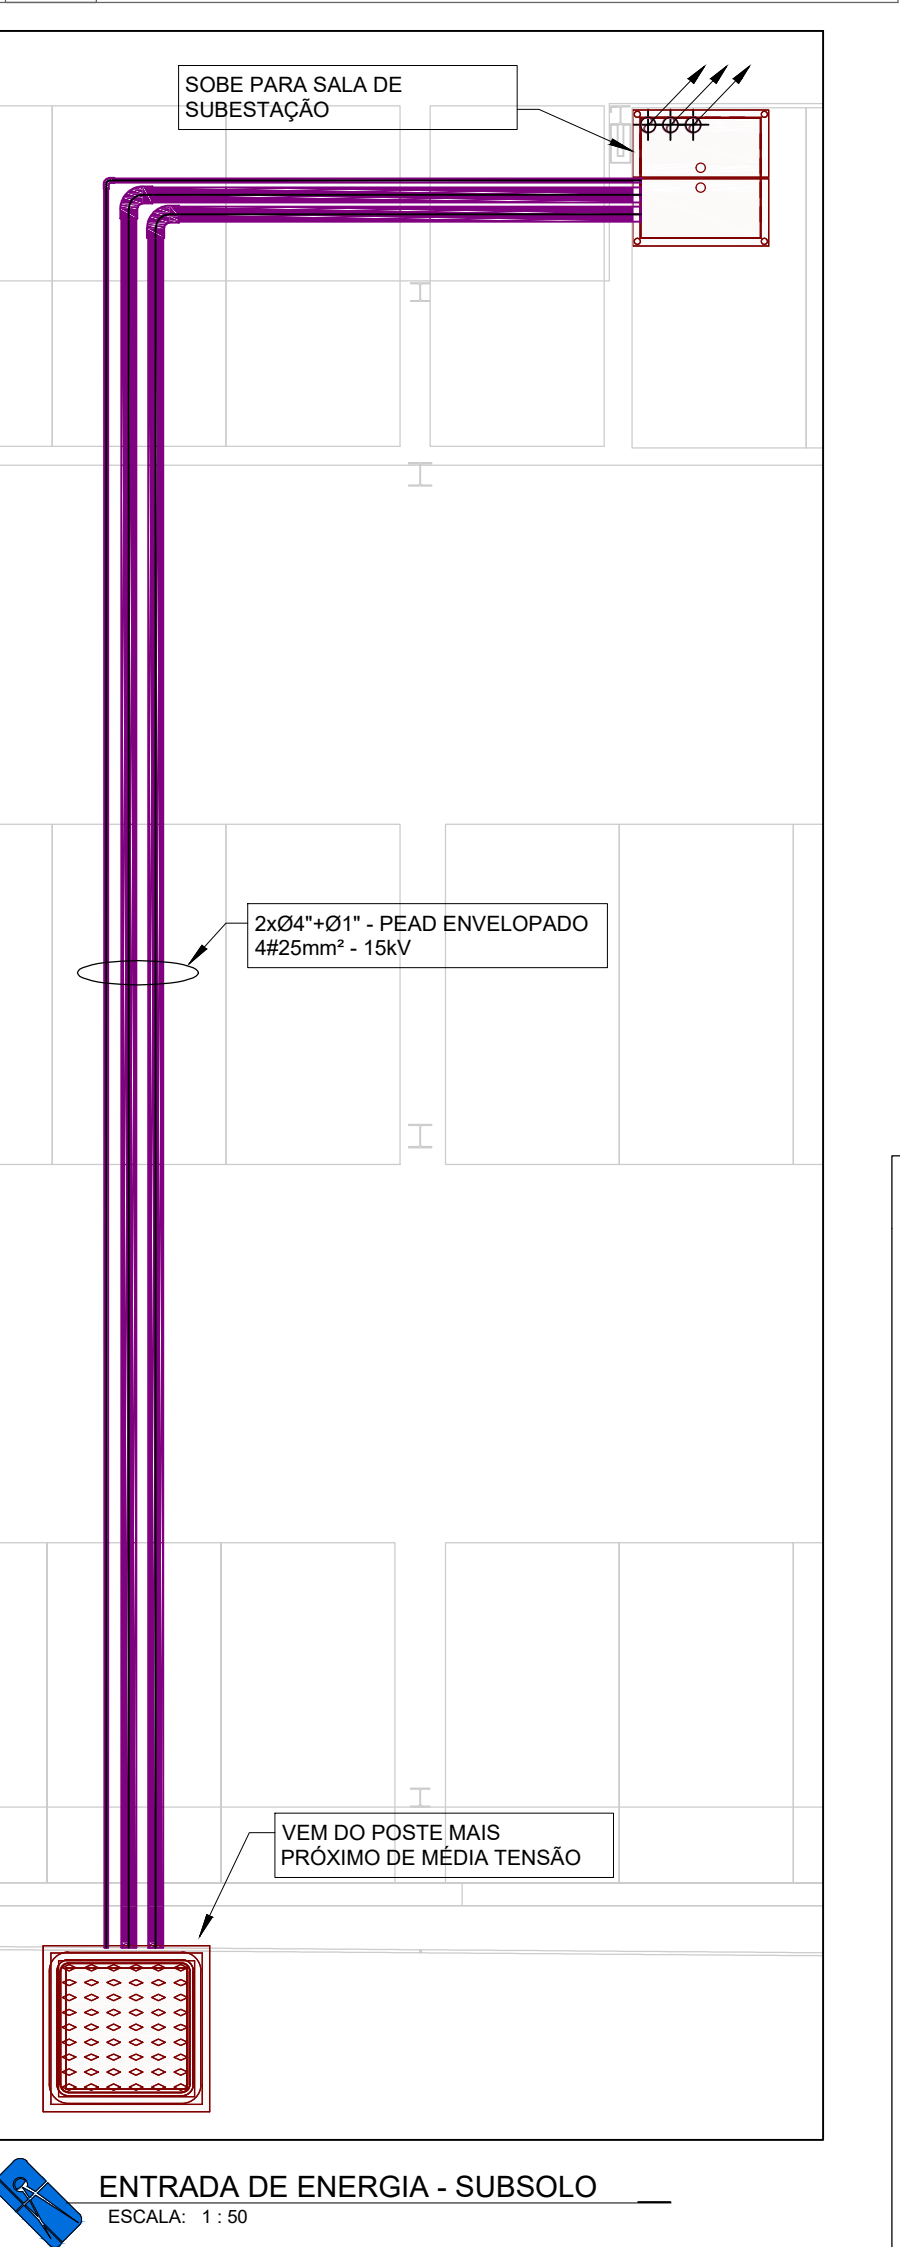 SOBE PARA SALA DE
SUBESTAÇÃO
2xØ4"+Ø1" - PEAD ENVELOPADO
4#25mm² - 15kV
VEM DO POSTE MAIS
PRÓXIMO DE MÉDIA TENSÃO
ENTRADA DE ENERGIA - SUBSOLO
ESCALA: 1 : 50